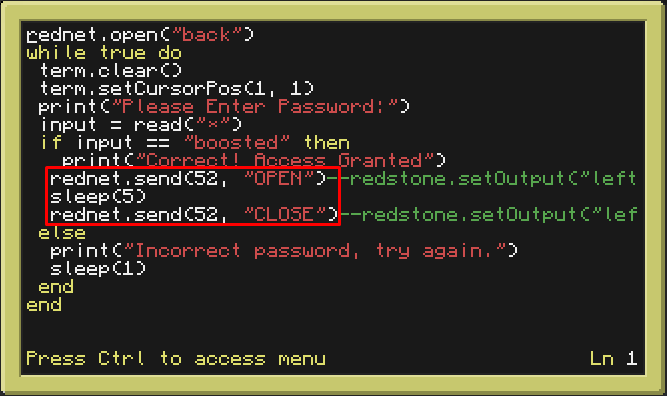 rednet.open("back")
while true do
term.clear()
term.setCursorPos(1, 1)
print("Please Enter Password:")
input = read("*")
if input == "boosted" then
print("Correct! Access Granted")
rednet.send(52, "OPEN")--redstone.setOutput("left
sleep(5)
rednet.send(52, "CLOSE")--redstone.setOutput("lef
else
print("Incorrect password, try again.")
sleep(1)
end
end
Press Ctrl to access menu Ln 1